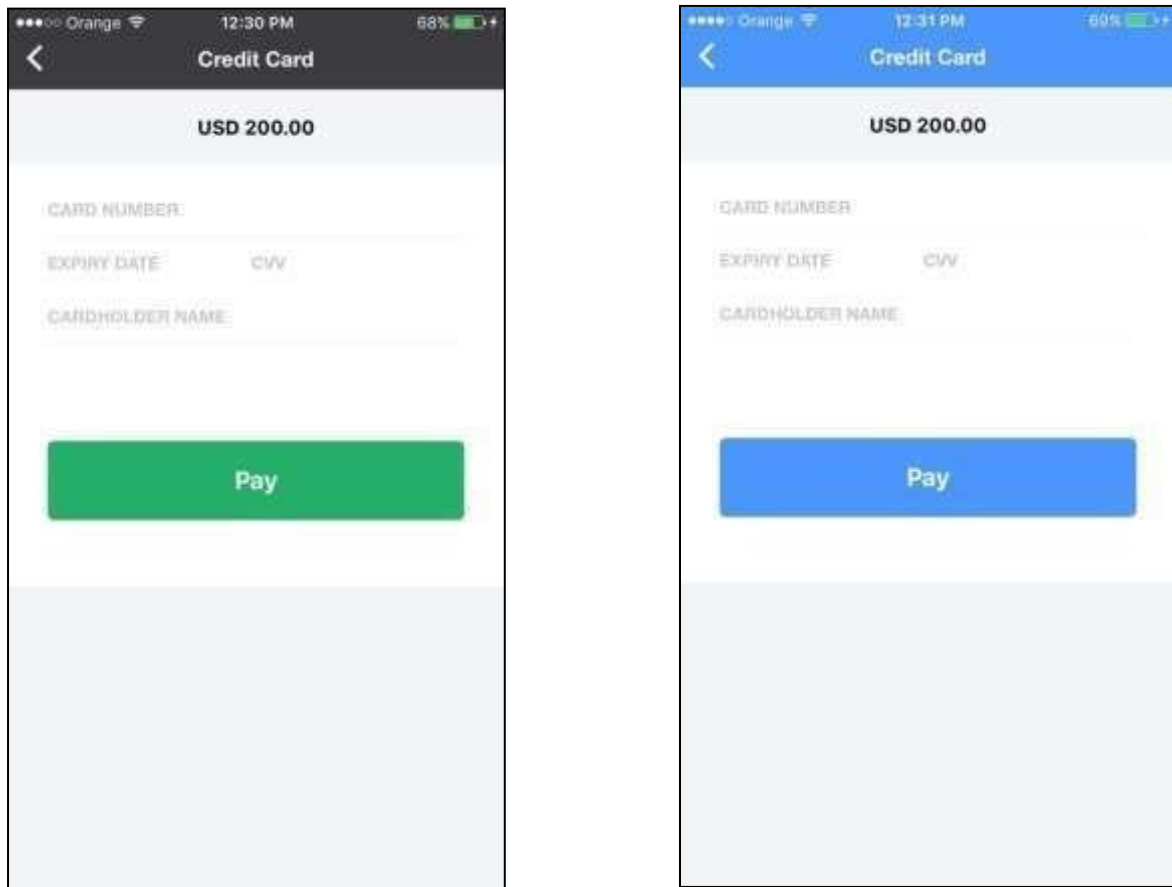 Orange 12:30 PM 68%
Credit Card
USD 200.00
CARD NUMBER
EXPIRY DATE CVV
CARDHOLDER NAME
Pay
Orange 12:31 PM 69%
Credit Card
USD 200.00
CARD NUMBER
EXPIRY DATE CVV
CARDHOLDER NAME
Pay